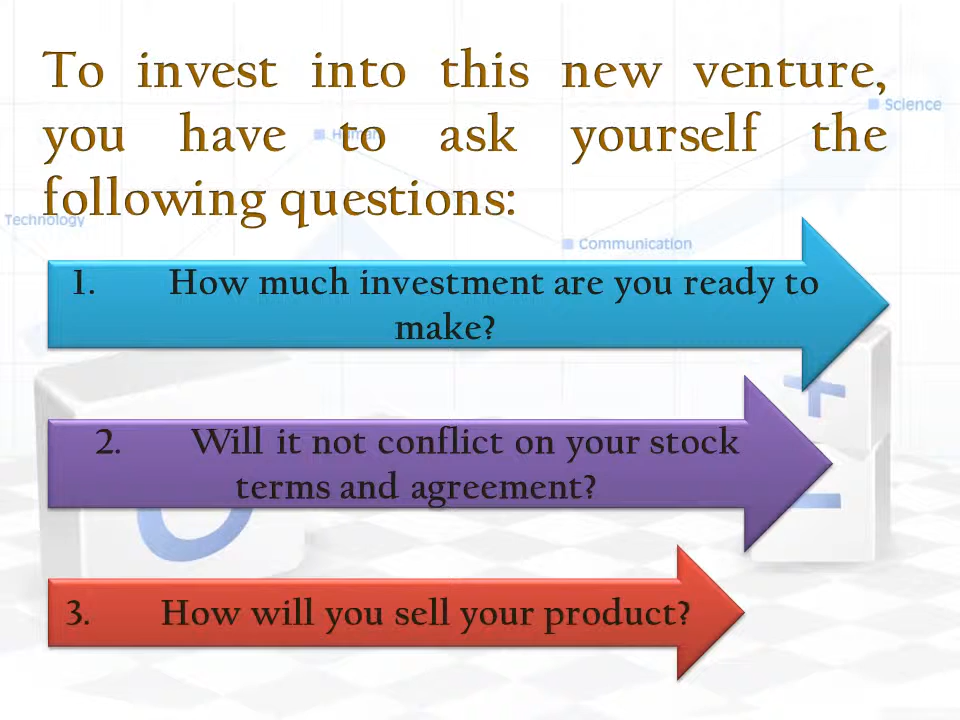 To invest into this new venture,
you have to ask yourself the
following questions:
Science
Human
Technology
Communication
1. How much investment are you ready to
make?
2. Will it not conflict on your stock
terms and agreement?
3. How will you sell your product?